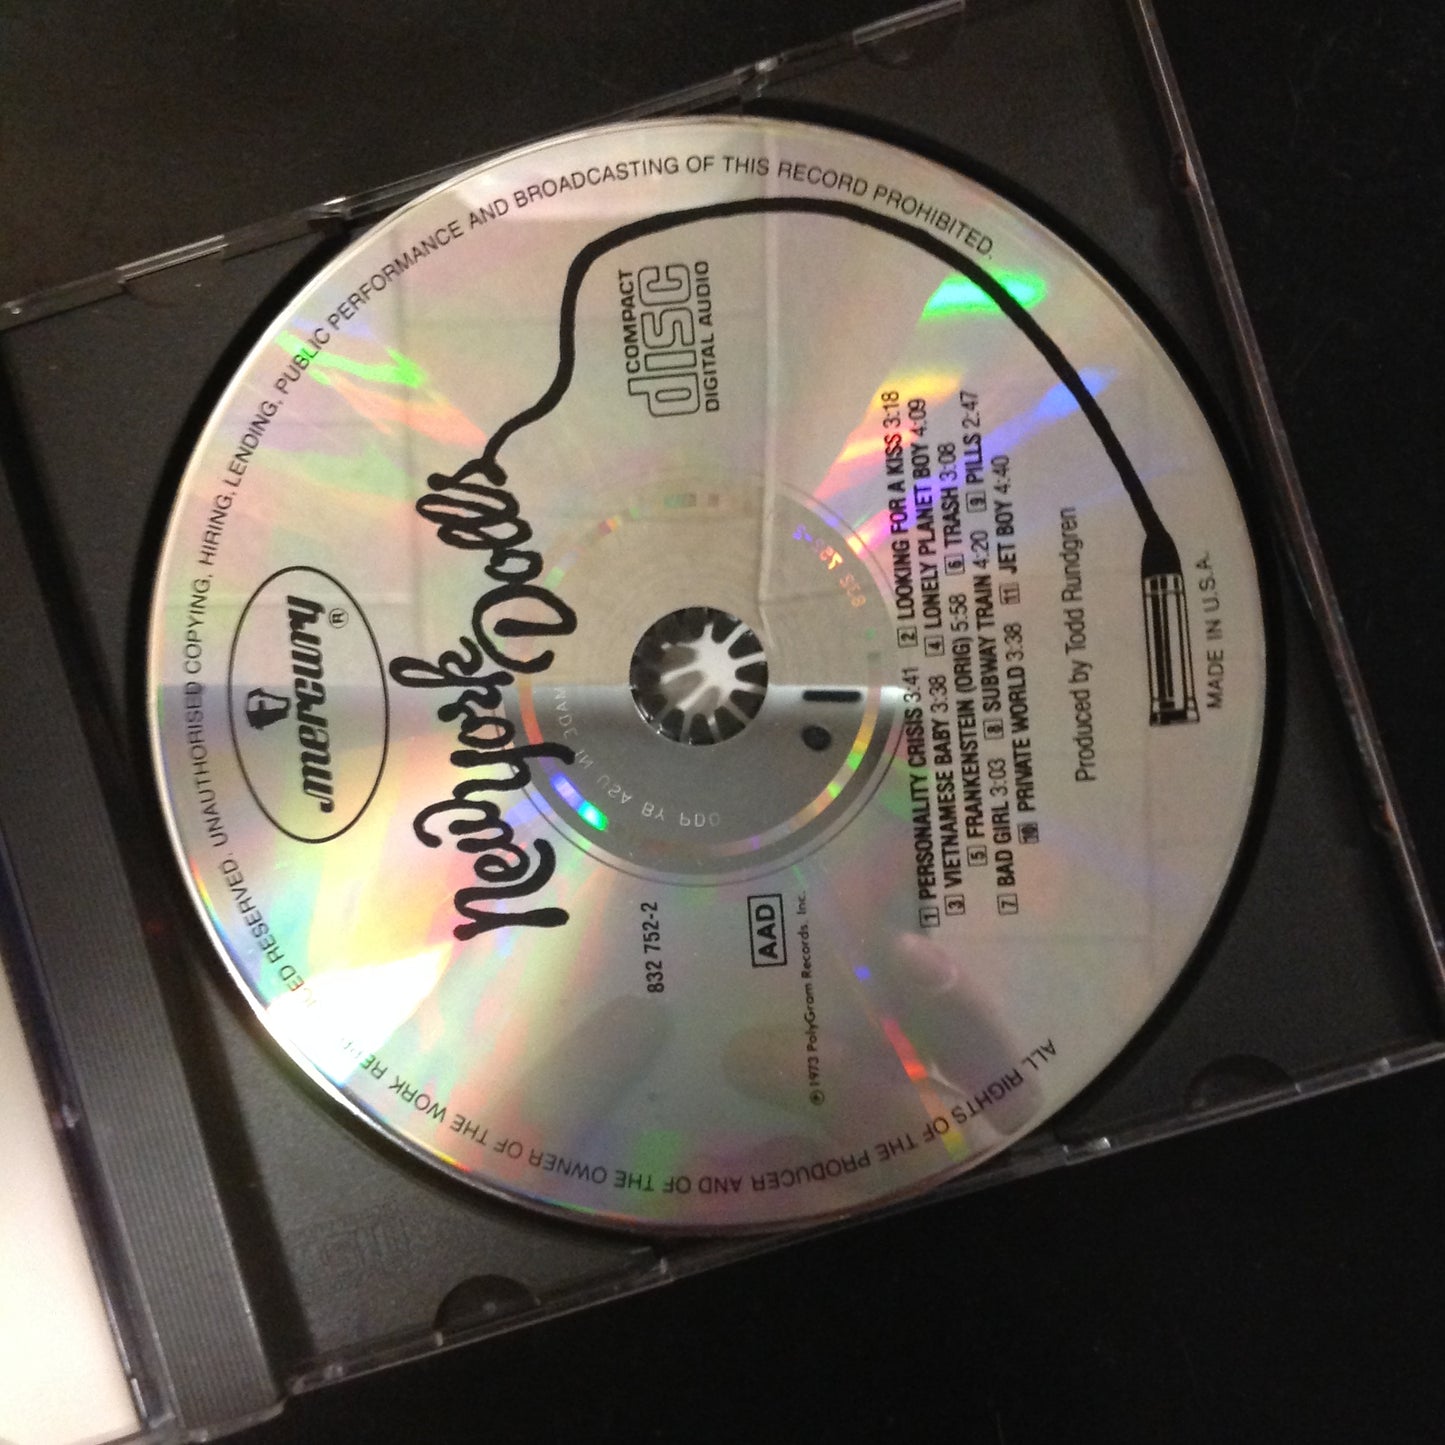 mercury ®
New York Dolls
COMPACT
disc
DIGITAL AUDIO
832 752-2
AAD
℗ 1973 PolyGram Records, Inc.
1 PERSONALITY CRISIS 3:41 2 LOOKING FOR A KISS 3:18
3 VIETNAMESE BABY 3:38 4 LONELY PLANET BOY 4:09
5 FRANKENSTEIN (ORIG) 5:58 6 TRASH 3:08
7 BAD GIRL 3:03 8 SUBWAY TRAIN 4:20 9 PILLS 2:47
10 PRIVATE WORLD 3:38 11 JET BOY 4:40
Produced by Todd Rundgren
MADE IN U.S.A.
ALL RIGHTS OF THE PRODUCER AND OF THE OWNER OF THE WORK RESERVED. UNAUTHORISED COPYING, HIRING, LENDING, PUBLIC PERFORMANCE AND BROADCASTING OF THIS RECORD PROHIBITED.
MADE IN USA BY PDO